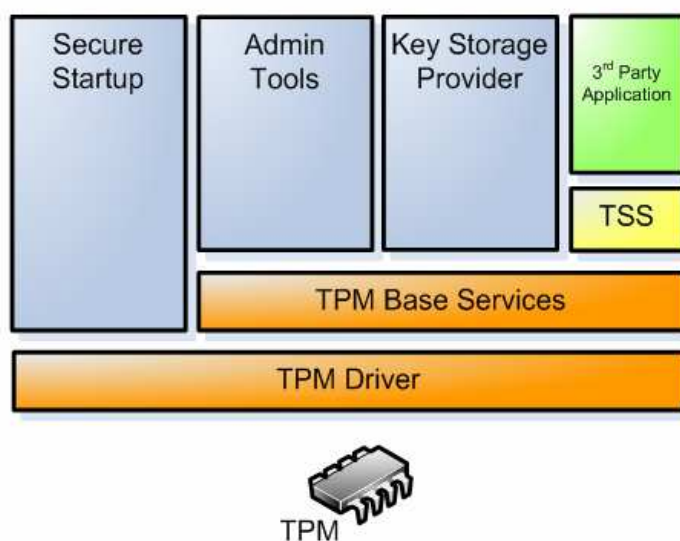 Secure
Startup
Admin
Tools
Key Storage
Provider
3rd Party
Application
TSS
TPM Base Services
TPM Driver
TPM